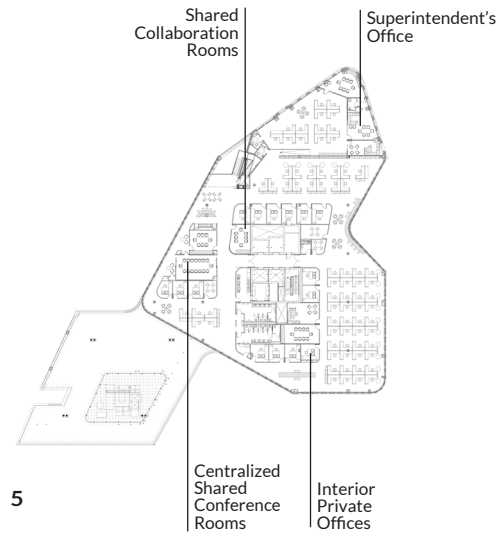 Shared
Collaboration
Rooms
Superintendent's
Office
5
Centralized
Shared
Conference
Rooms
Interior
Private
Offices